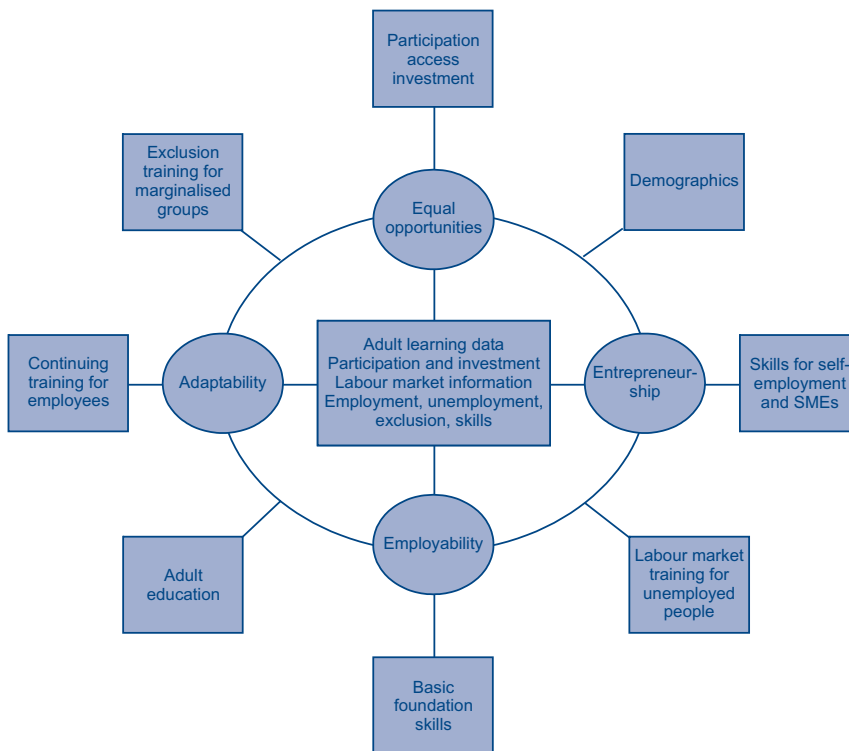 Participation
access
investment
Exclusion
training for
marginalised
groups
Demographics
Equal
opportunities
Continuing
training for
employees
Adaptability
Adult learning data
Participation and investment
Labour market information
Employment, unemployment,
exclusion, skills
Entrepreneur-
ship
Skills for self-
employment
and SMEs
Adult
education
Employability
Labour market
training for
unemployed
people
Basic
foundation
skills